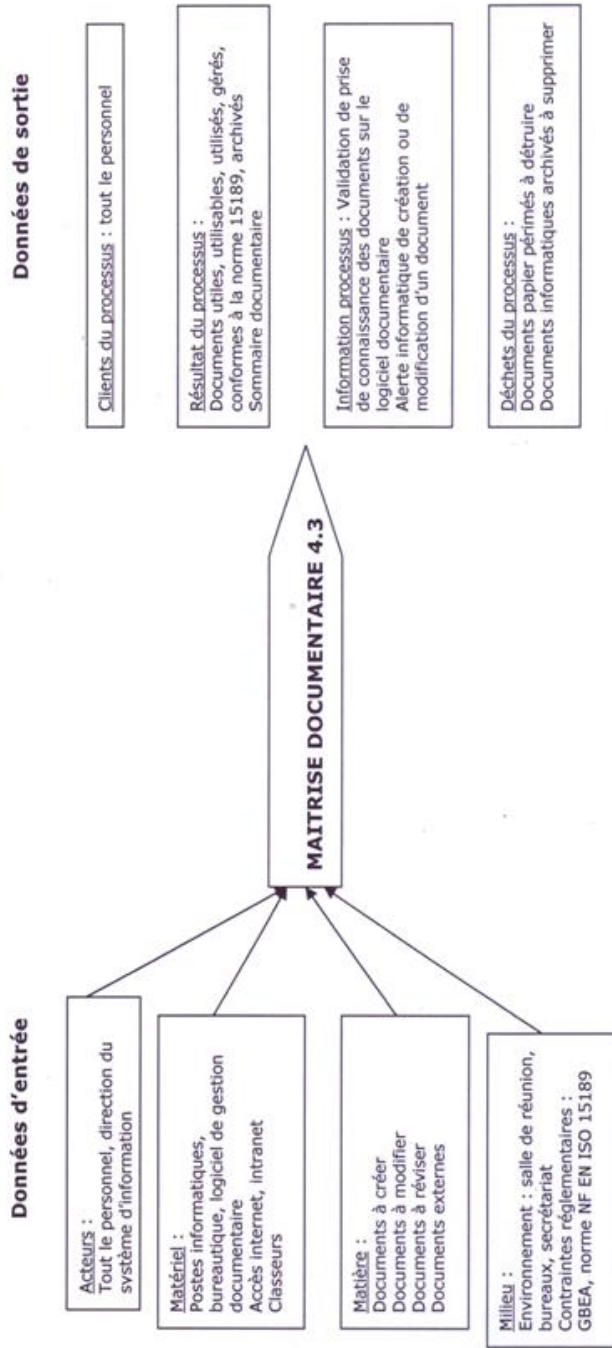 Données d'entrée
Acteurs :
Tout le personnel, direction du
système d'information
Matériel :
Postes informatiques,
bureautique, logiciel de gestion
documentaire
Accès internet, intranet
Classeurs
Matière :
Documents à créer
Documents à modifier
Documents à réviser
Documents externes
Milieu :
Environnement : salle de réunion,
bureaux, secrétariat
Contraintes réglementaires :
GBEA, norme NF EN ISO 15189
MAITRISE DOCUMENTAIRE 4.3
Données de sortie
Clients du processus : tout le personnel
Résultat du processus :
Documents utiles, utilisables, utilisés, gérés,
conformes à la norme 15189, archivés
Sommaire documentaire
Information processus : Validation de prise
de connaissance des documents sur le
logiciel documentaire
Alerte informatique de création ou de
modification d'un document
Déchets du processus :
Documents papier périmés à détruire
Documents informatiques archivés à supprimer